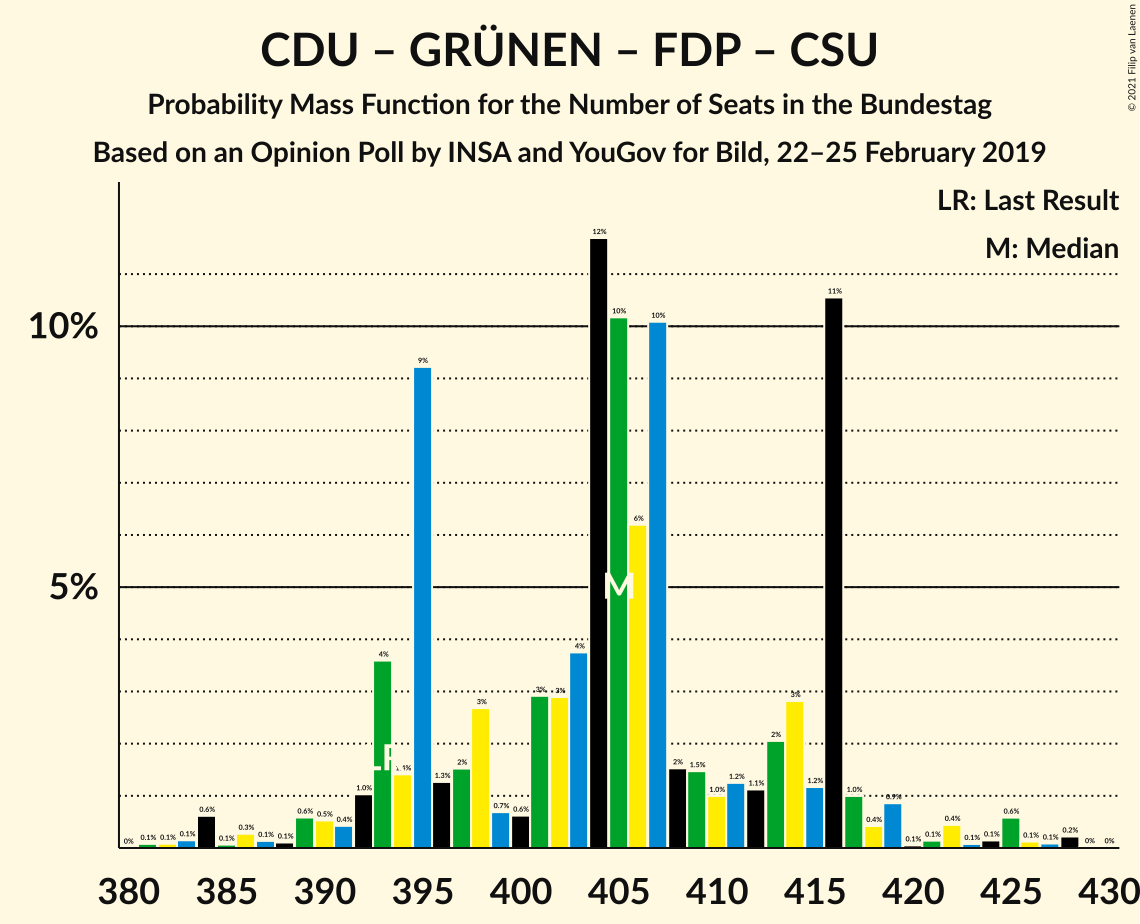 CDU – GRÜNEN – FDP – CSU
Probability Mass Function for the Number of Seats in the Bundestag
Based on an Opinion Poll by INSA and YouGov for Bild, 22–25 February 2019
© 2021 Filip van Laenen
LR: Last Result
M: Median
10%
5%
0% 0.1% 0.1% 0.1% 0.6% 0.1% 0.3% 0.1% 0.1% 0.6% 0.5% 0.4% 1.0% 4% 1% 9% 1.3% 2% 3% 0.7% 0.6% 3% 3% 4% 12% 10% 6% 10% 2% 1.5% 1.0% 1.2% 1.1% 2% 3% 1.2% 11% 1.0% 0.4% 0.9% 0.1% 0.1% 0.4% 0.1% 0.1% 0.6% 0.1% 0.1% 0.2% 0% 0%
LR
M
380 385 390 395 400 405 410 415 420 425 430